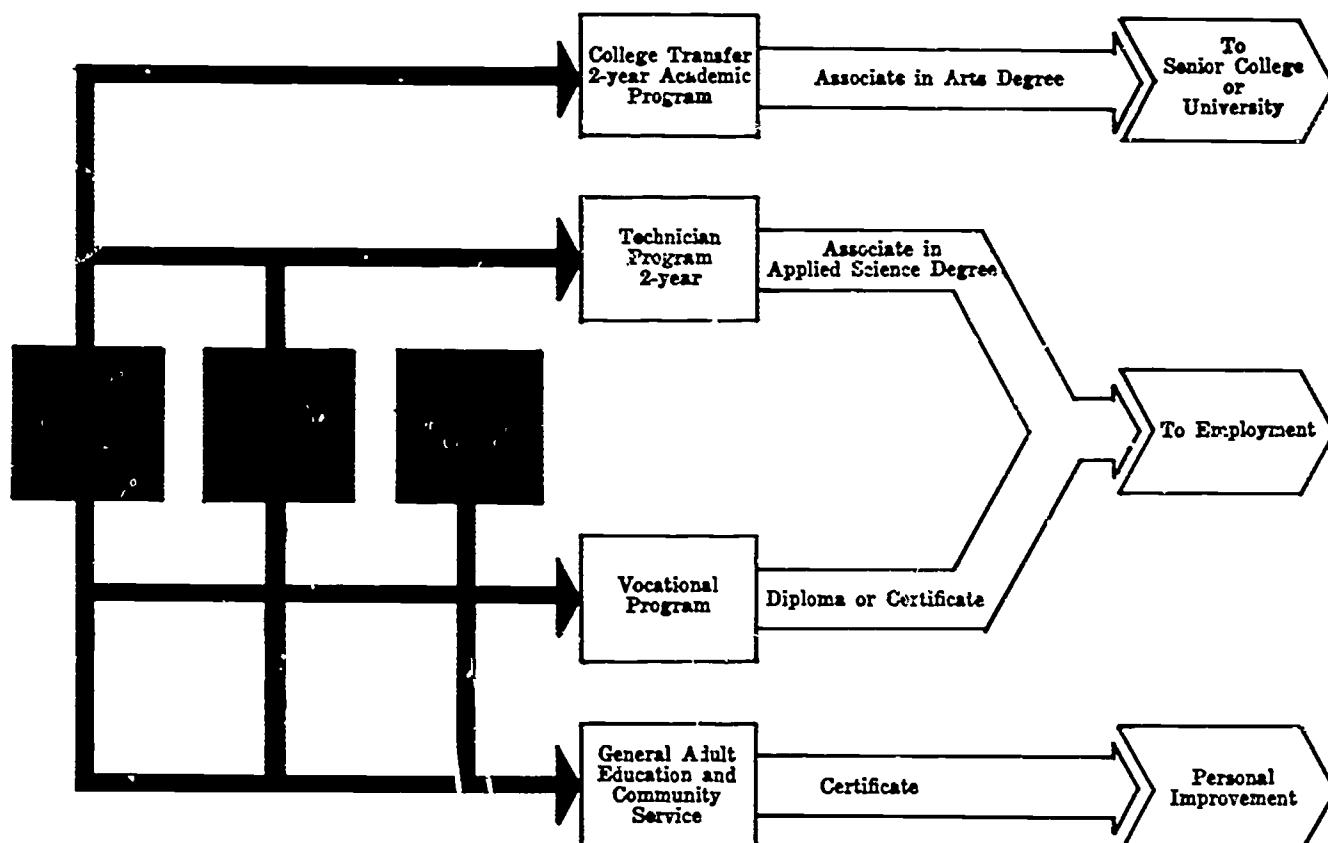 College Transfer
2-year Academic
Program
Associate in Arts Degree
To
Senior College
or
University
Technician
Program
2-year
Associate in
Applied Science Degree
To Employment
Vocational
Program
Diploma or Certificate
General Adult
Education and
Community
Service
Certificate
Personal
Improvement